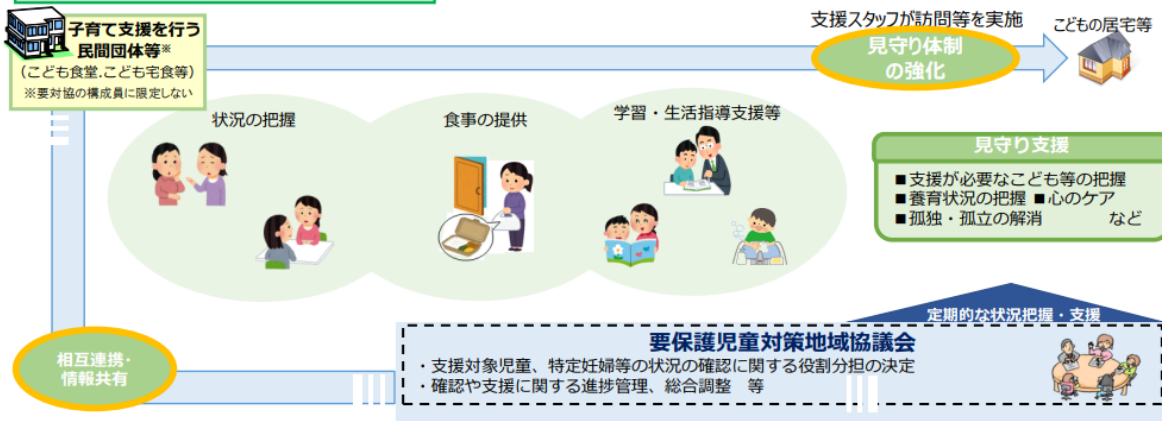 子育て支援を行う
民間団体等※
（こども食堂.こども宅食等）
※要対協の構成員に限定しない
支援スタッフが訪問等を実施
見守り体制
の強化
こどもの居宅等
状況の把握
食事の提供
学習・生活指導支援等
見守り支援
■支援が必要なこども等の把握
■養育状況の把握 ■心のケア
■孤独・孤立の解消　　　など
定期的な状況把握・支援
相互連携・
情報共有
要保護児童対策地域協議会
・支援対象児童、特定妊婦等の状況の確認に関する役割分担の決定
・確認や支援に関する進捗管理、総合調整　等